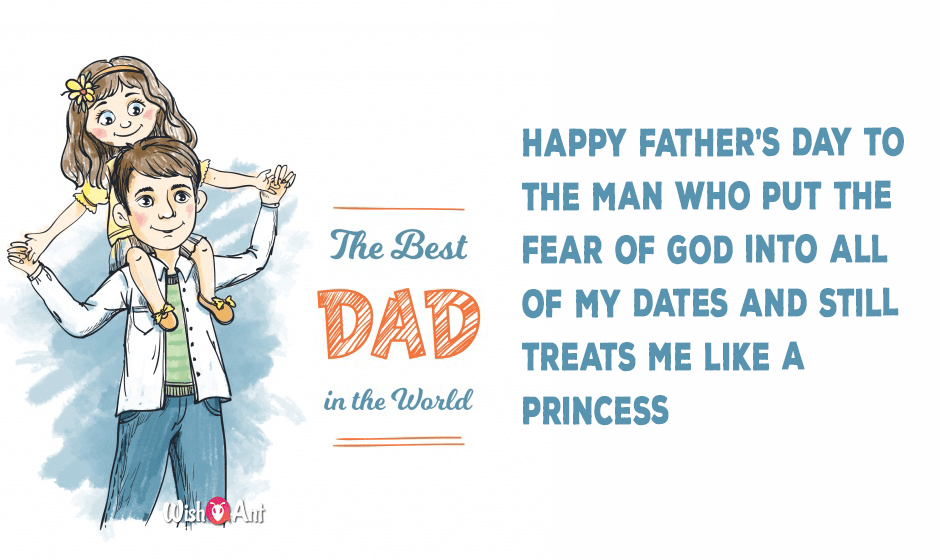 The Best
DAD
in the World
HAPPY FATHER'S DAY TO
THE MAN WHO PUT THE
FEAR OF GOD INTO ALL
OF MY DATES AND STILL
TREATS ME LIKE A
PRINCESS
Wish Ant